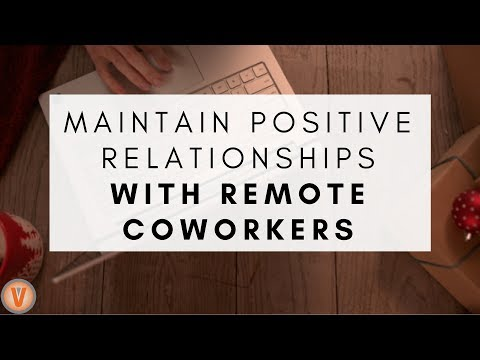 MAINTAIN POSITIVE
RELATIONSHIPS
WITH REMOTE
COWORKERS
V